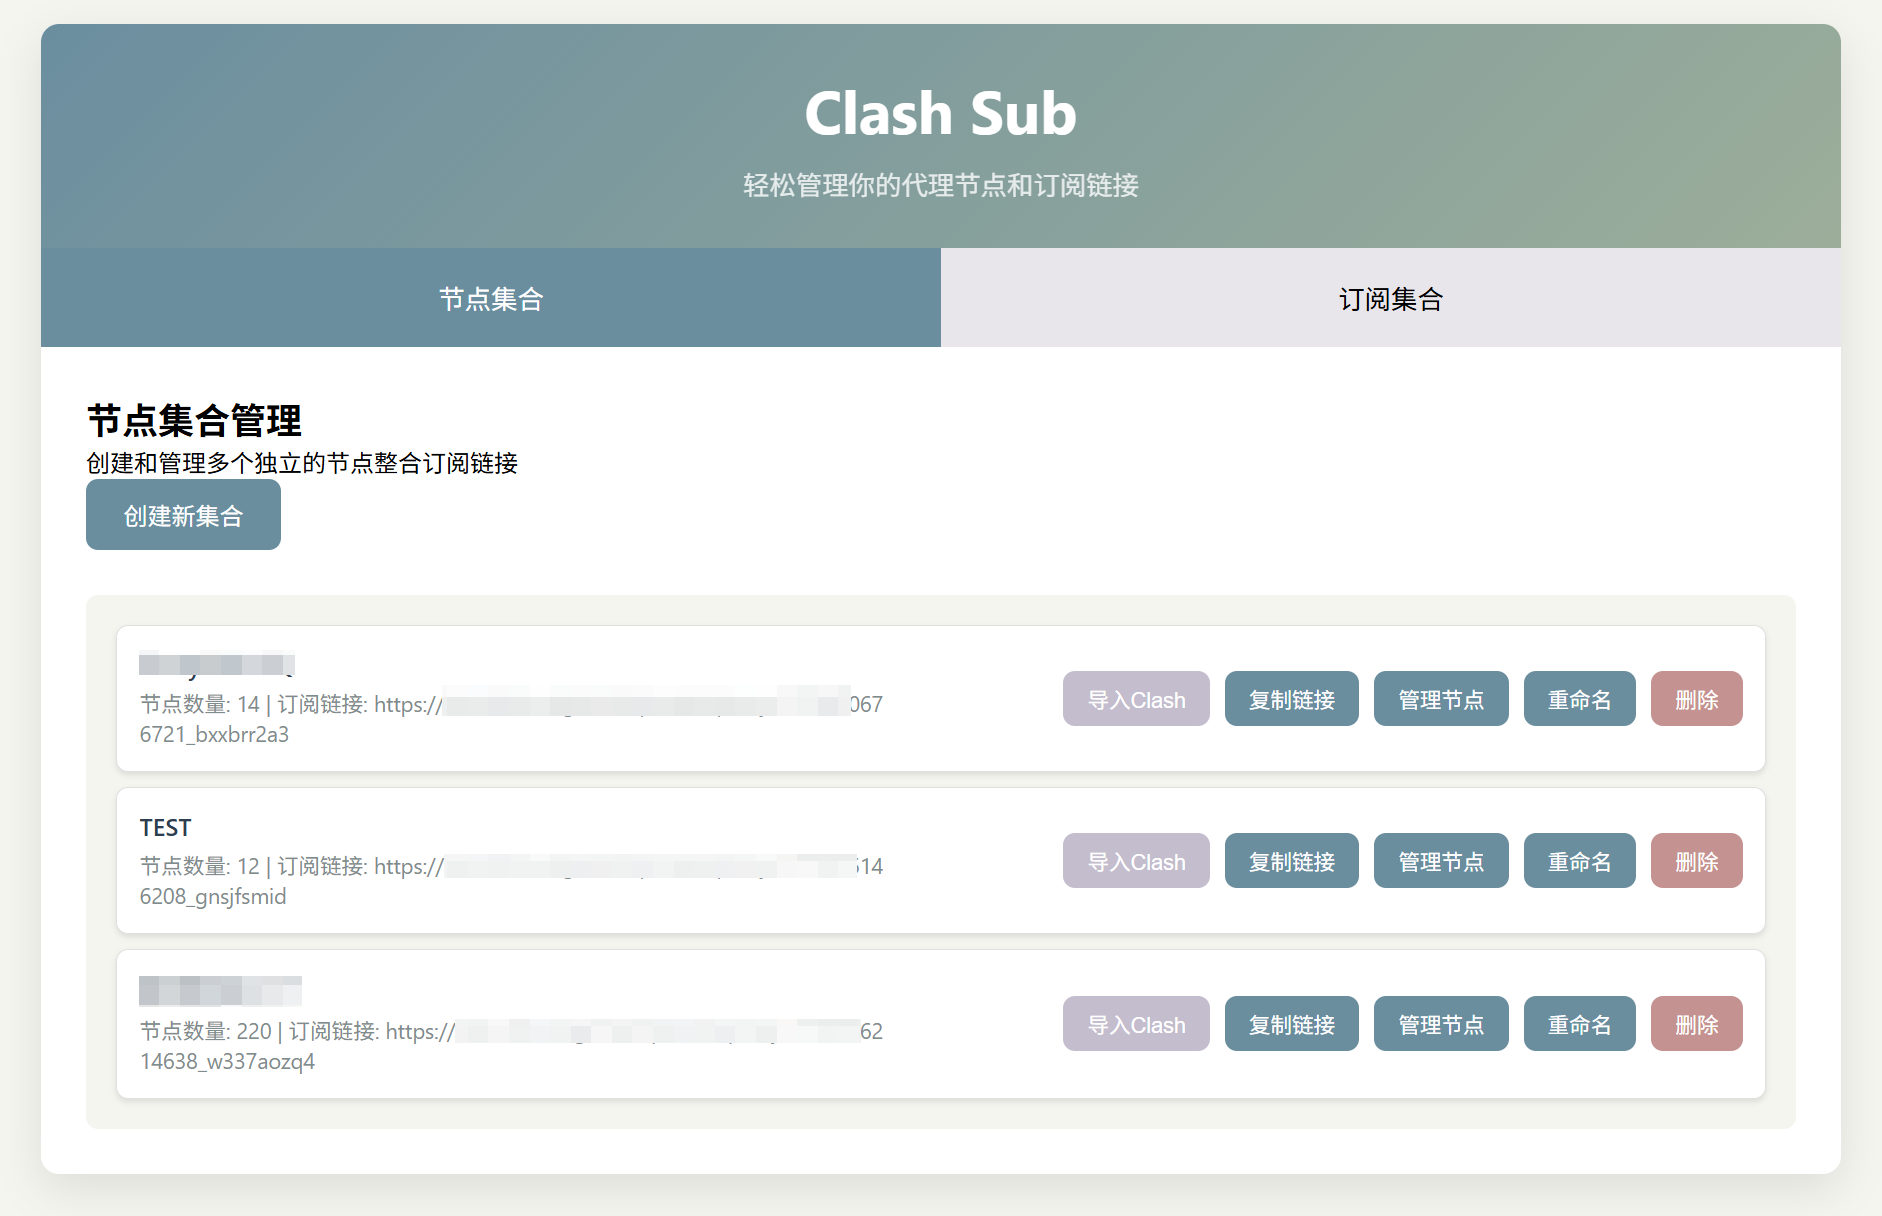 Clash Sub
轻松管理你的代理节点和订阅链接
节点集合
订阅集合
节点集合管理
创建和管理多个独立的节点整合订阅链接
创建新集合
节点数量: 14 | 订阅链接: https://067
6721_bxxbrr2a3
导入Clash
复制链接
管理节点
重命名
删除
TEST
节点数量: 12 | 订阅链接: https://614
6208_gnsjfsmid
导入Clash
复制链接
管理节点
重命名
删除
节点数量: 220 | 订阅链接: https://62
14638_w337aozq4
导入Clash
复制链接
管理节点
重命名
删除